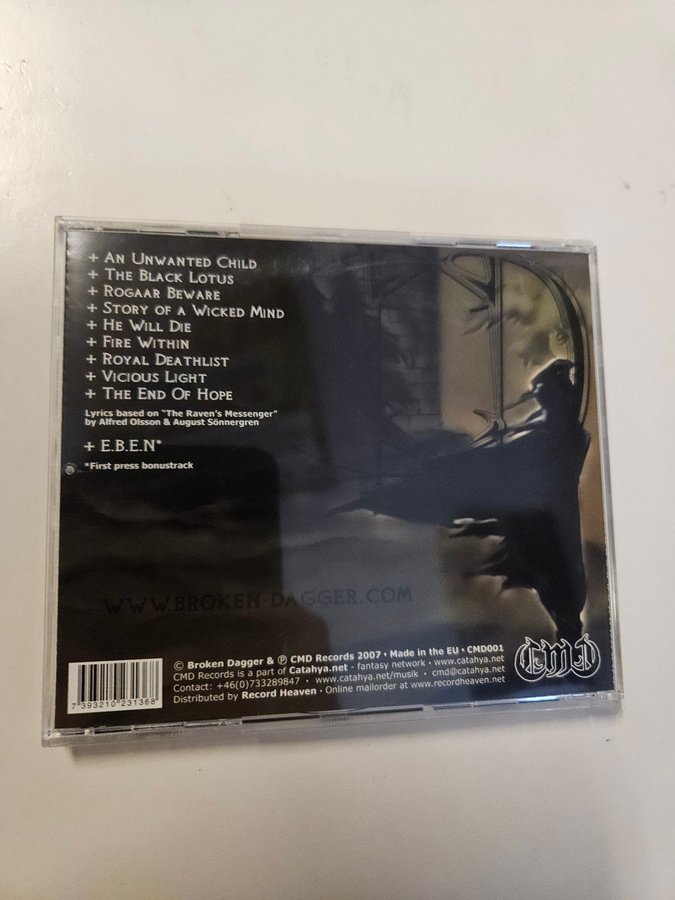 + An Unwanted Child
+ The Black Lotus
+ Rogaar Beware
+ Story of a Wicked Mind
+ He Will Die
+ Fire Within
+ Royal Deathlist
+ Vicious Light
+ The End Of Hope
Lyrics based on "The Raven's Messenger"
by Alfred Olsson & August Sönnergren
+ E.B.E.N*
*First press bonustrack
WWW.BROKEN-DAGGER.COM
© Broken Dagger & ℗ CMD Records 2007 • Made in the EU • CMD001
CMD Records is a part of Catahya.net - fantasy network • www.catahya.net
Contact: +46(0)733289847 • www.catahya.net/musik • cmd@catahya.net
Distributed by Record Heaven • Online mailorder at www.recordheaven.net
CMD
7 393210 231368